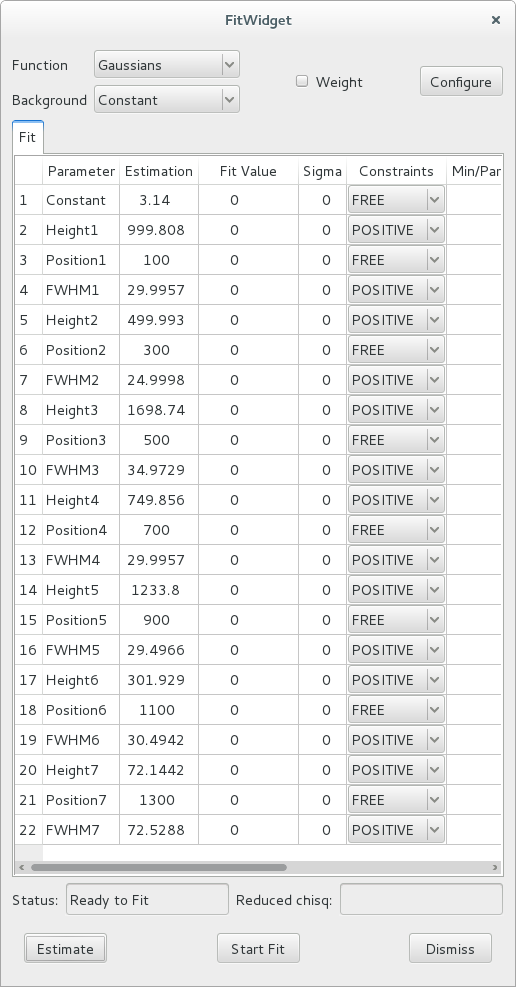 FitWidget
Function Gaussians
Weight Configure
Background Constant
Fit
Parameter Estimation Fit Value Sigma Constraints Min/Par
1 Constant 3.14 0 0 FREE
2 Height1 999.808 0 0 POSITIVE
3 Position1 100 0 0 FREE
4 FWHM1 29.9957 0 0 POSITIVE
5 Height2 499.993 0 0 POSITIVE
6 Position2 300 0 0 FREE
7 FWHM2 24.9998 0 0 POSITIVE
8 Height3 1698.74 0 0 POSITIVE
9 Position3 500 0 0 FREE
10 FWHM3 34.9729 0 0 POSITIVE
11 Height4 749.856 0 0 POSITIVE
12 Position4 700 0 0 FREE
13 FWHM4 29.9957 0 0 POSITIVE
14 Height5 1233.8 0 0 POSITIVE
15 Position5 900 0 0 FREE
16 FWHM5 29.4966 0 0 POSITIVE
17 Height6 301.929 0 0 POSITIVE
18 Position6 1100 0 0 FREE
19 FWHM6 30.4942 0 0 POSITIVE
20 Height7 72.1442 0 0 POSITIVE
21 Position7 1300 0 0 FREE
22 FWHM7 72.5288 0 0 POSITIVE
Status: Ready to Fit Reduced chisq:
Estimate Start Fit Dismiss